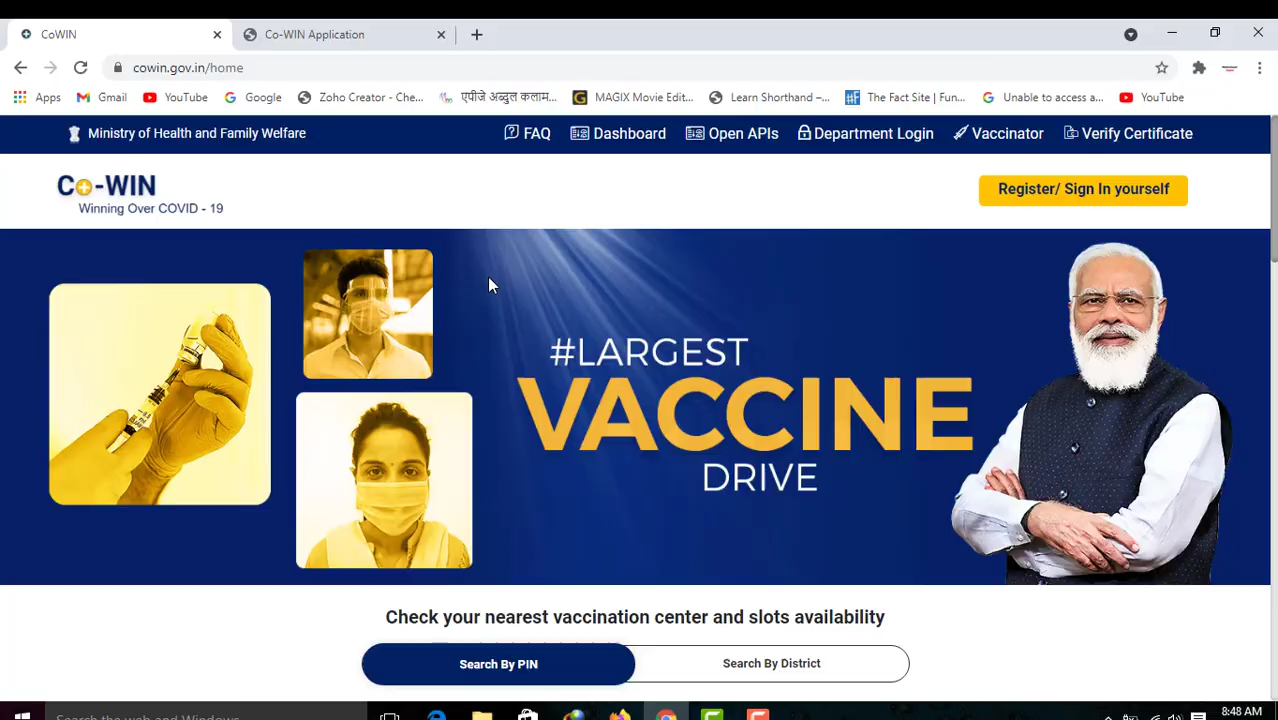 CoWIN
Co-WIN Application
cowin.gov.in/home
Apps
Gmail
YouTube
Google
Zoho Creator - Che...
एपीजे अब्दुल कलाम...
MAGIX Movie Edit...
Learn Shorthand –...
The Fact Site | Fun...
Unable to access a...
YouTube
Ministry of Health and Family Welfare
FAQ
Dashboard
Open APIs
Department Login
Vaccinator
Verify Certificate
Co-WIN
Winning Over COVID - 19
Register/ Sign In yourself
#LARGEST
VACCINE
DRIVE
Check your nearest vaccination center and slots availability
Search By PIN
Search By District
8:48 AM